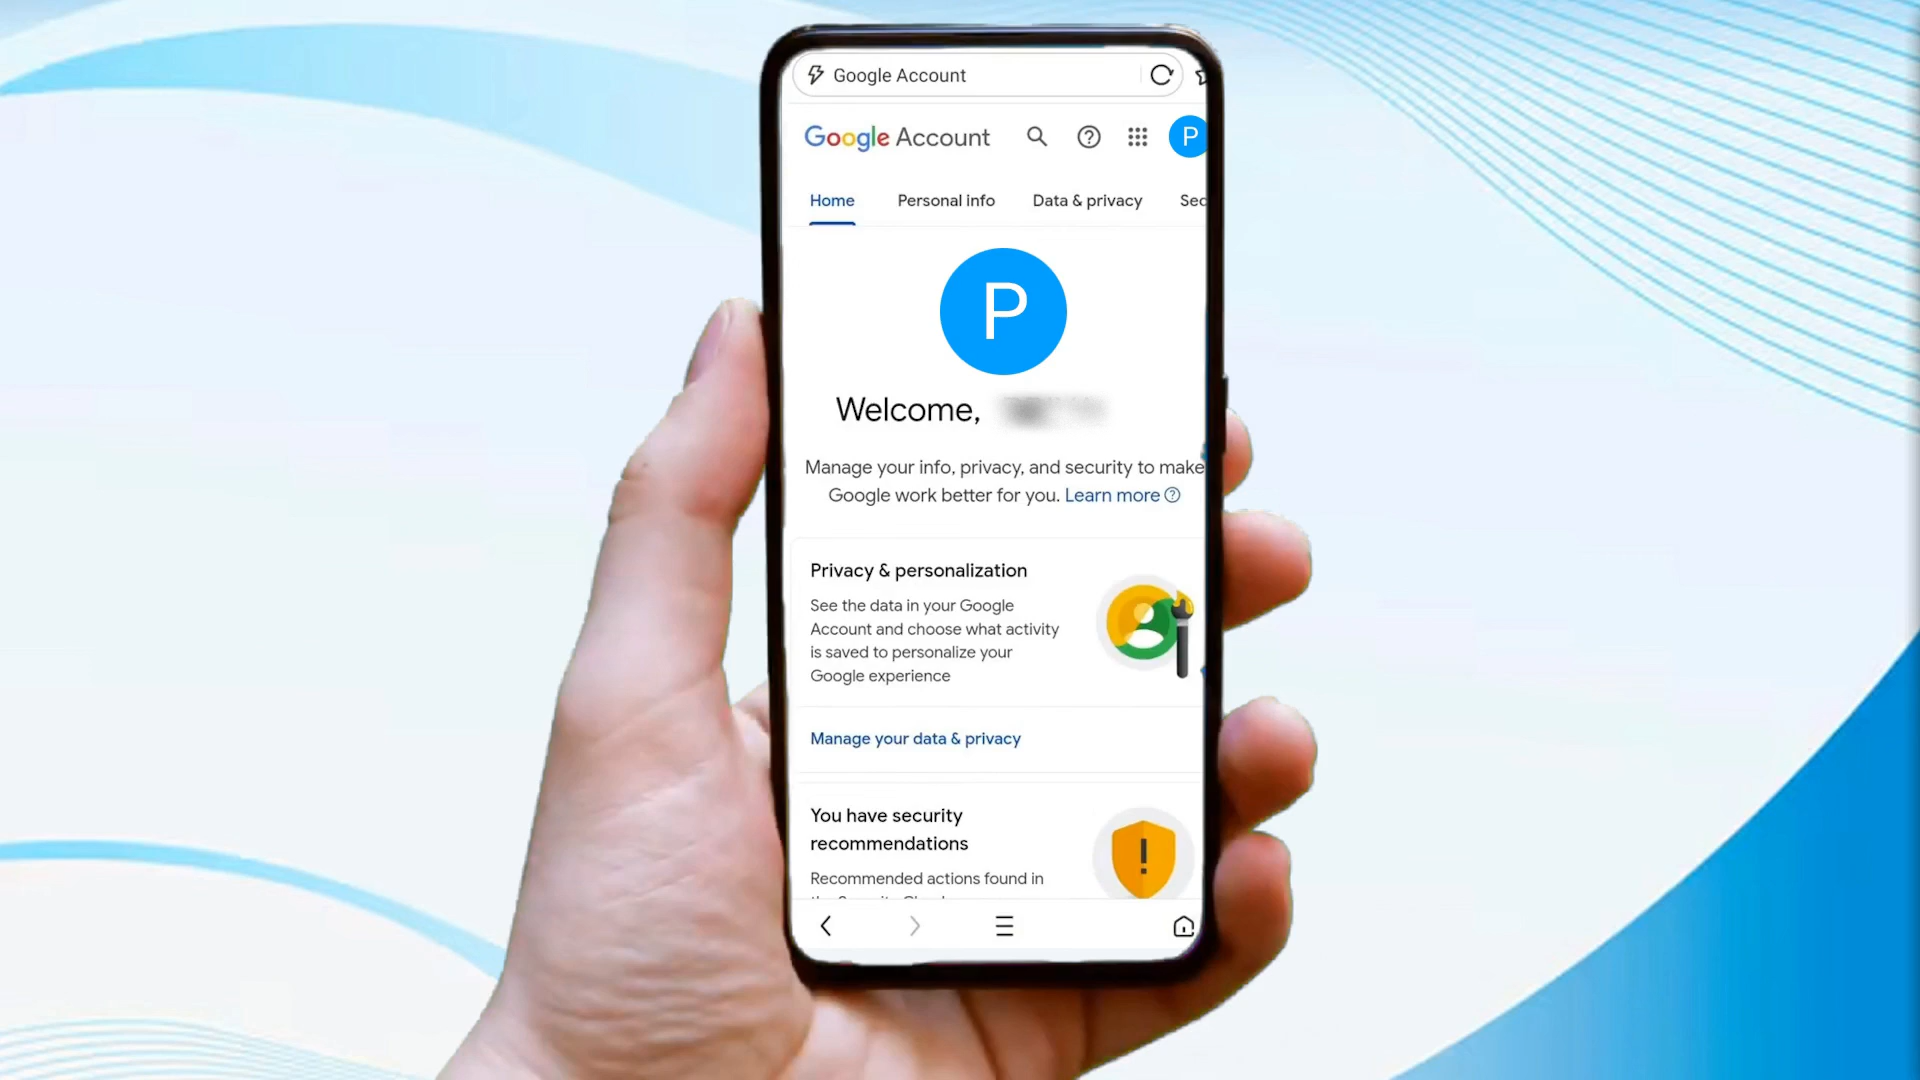 Google Account
Google Account
P
Home Personal info Data & privacy Sec
P
Welcome,
Manage your info, privacy, and security to make
Google work better for you. Learn more
Privacy & personalization
See the data in your Google
Account and choose what activity
is saved to personalize your
Google experience
Manage your data & privacy
You have security
recommendations
Recommended actions found in